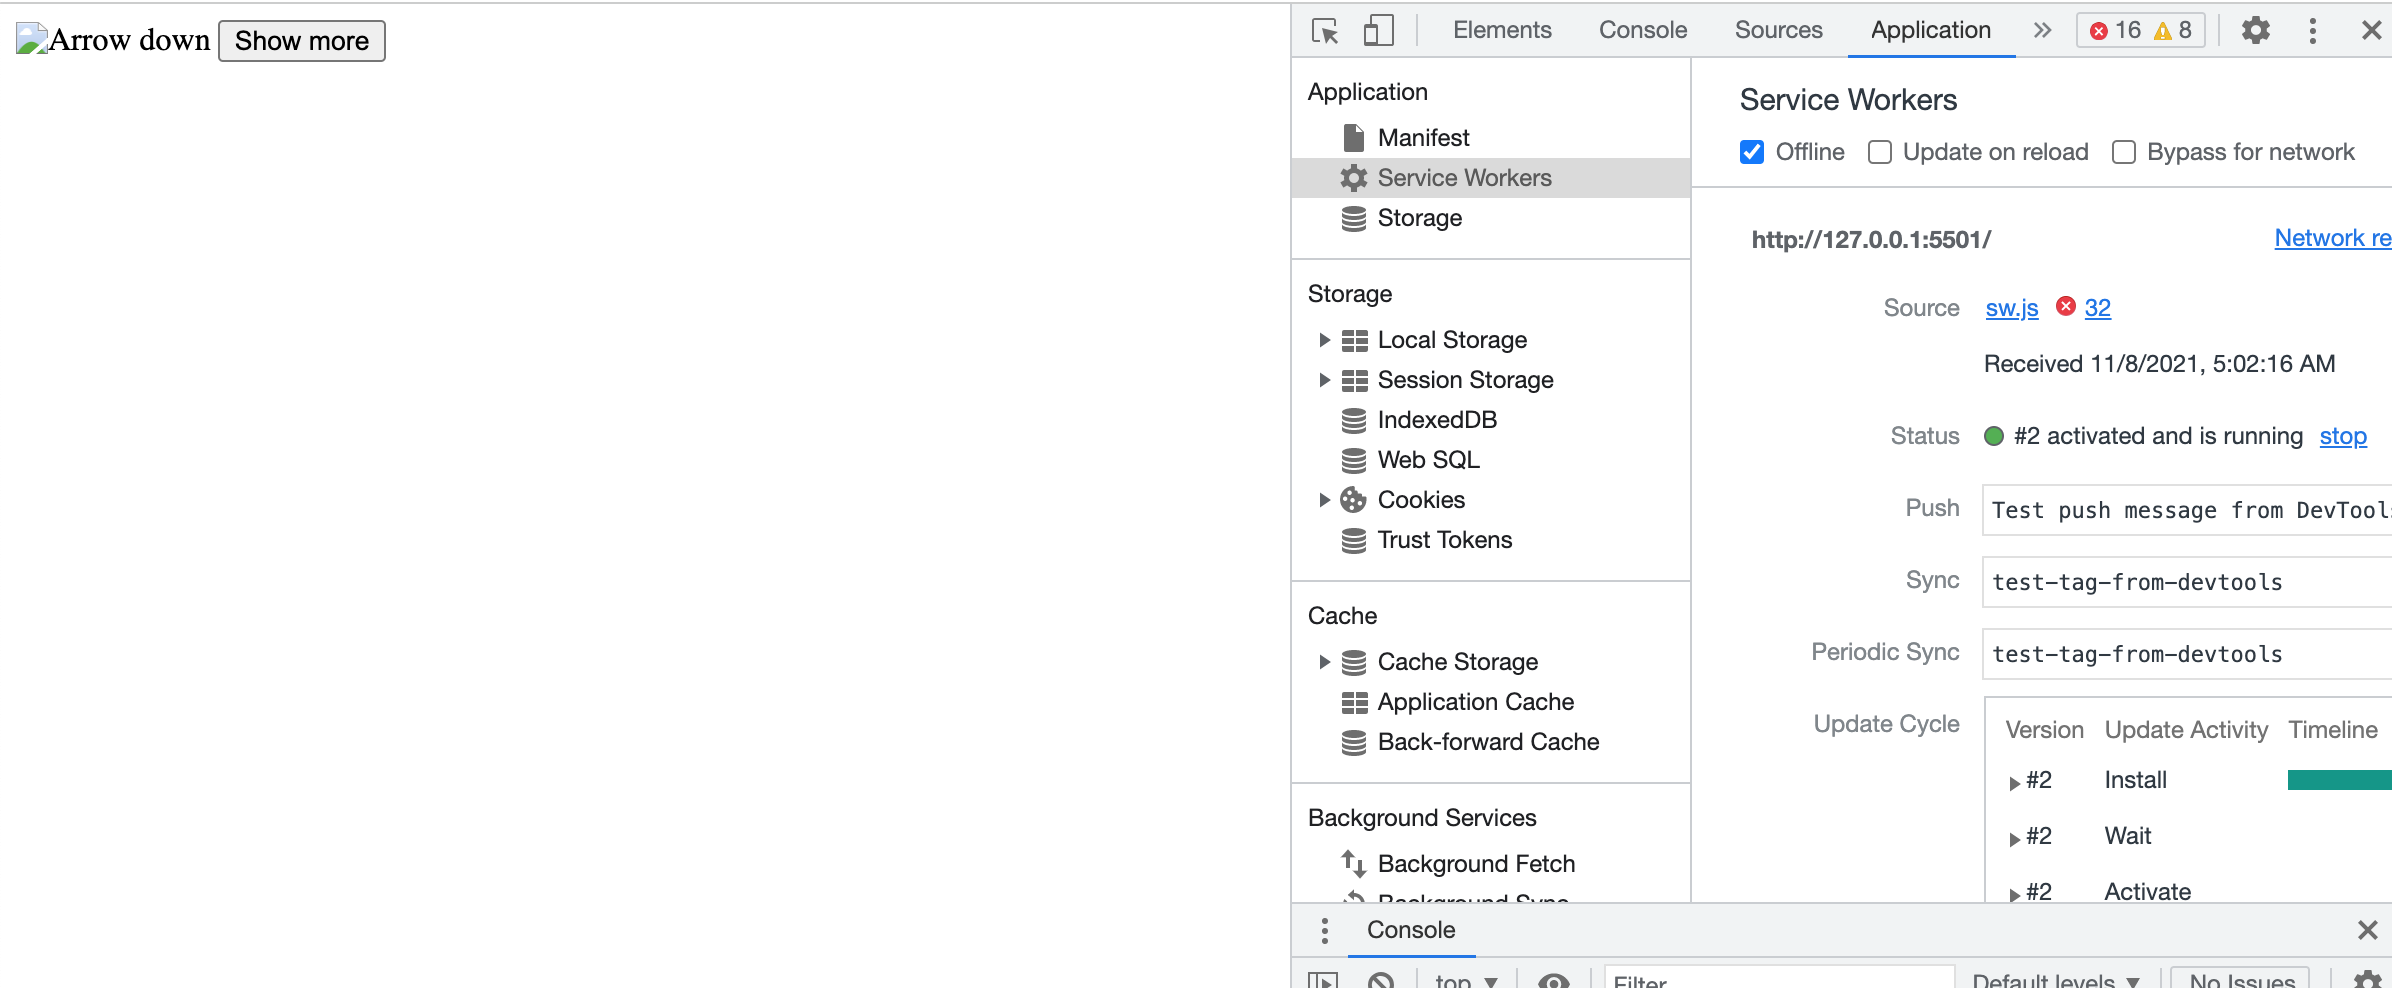 Arrow down Show more
Elements Console Sources Application 16 8
Application
Manifest
Service Workers
Storage
Storage
Local Storage
Session Storage
IndexedDB
Web SQL
Cookies
Trust Tokens
Cache
Cache Storage
Application Cache
Back-forward Cache
Background Services
Background Fetch
Background Sync
Service Workers
Offline Update on reload Bypass for network
http://127.0.0.1:5501/ Network re
Source sw.js 32
Received 11/8/2021, 5:02:16 AM
Status #2 activated and is running stop
Push Test push message from DevTools
Sync test-tag-from-devtools
Periodic Sync test-tag-from-devtools
Update Cycle Version Update Activity Timeline
#2 Install
#2 Wait
#2 Activate
Console
top Filter Default levels No Issues